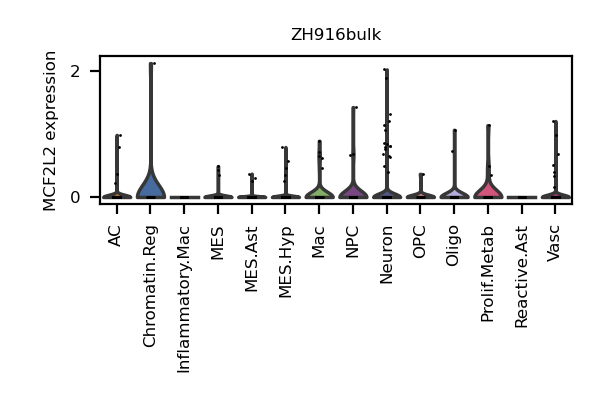 ZH916bulk
MCF2L2 expression
2
0
AC
Chromatin.Reg
Inflammatory.Mac
MES
MES.Ast
MES.Hyp
Mac
NPC
Neuron
OPC
Oligo
Prolif.Metab
Reactive.Ast
Vasc